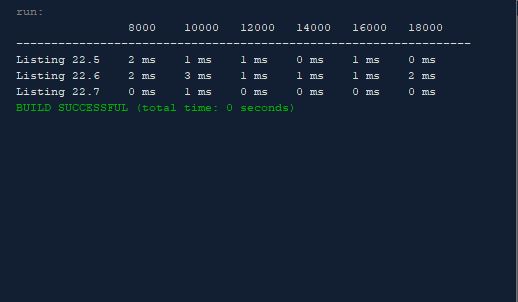 run:
8000 10000 12000 14000 16000 18000
-----------------------------------------------------------------
Listing 22.5 2 ms 1 ms 1 ms 0 ms 1 ms 0 ms
Listing 22.6 2 ms 3 ms 1 ms 1 ms 1 ms 2 ms
Listing 22.7 0 ms 1 ms 0 ms 0 ms 0 ms 0 ms
BUILD SUCCESSFUL (total time: 0 seconds)